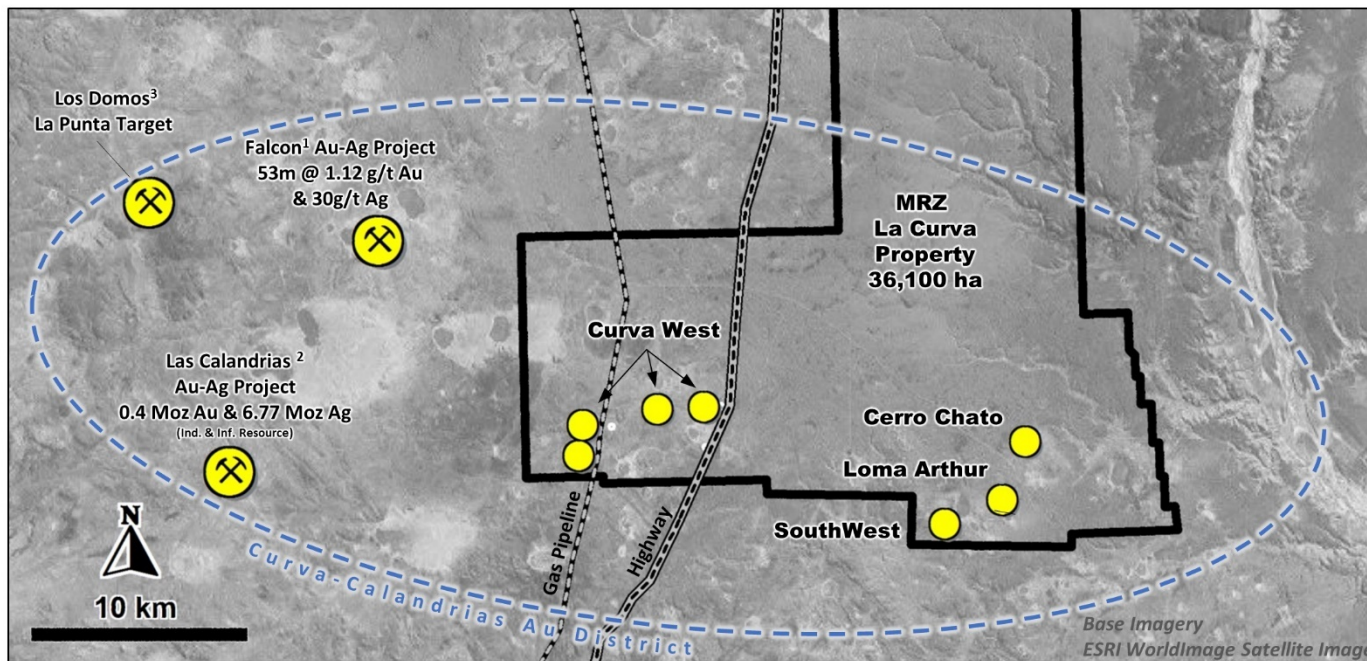 Los Domos³
La Punta Target
Falcon¹ Au-Ag Project
53m @ 1.12 g/t Au
& 30g/t Ag
MRZ
La Curva
Property
36,100 ha
Curva West
Las Calandrias ²
Au-Ag Project
0.4 Moz Au & 6.77 Moz Ag
(Ind. & Inf. Resource)
Cerro Chato
Loma Arthur
SouthWest
Gas Pipeline
Highway
N
10 km
Curva-Calandrias Au District
Base Imagery
ESRI WorldImage Satellite Image